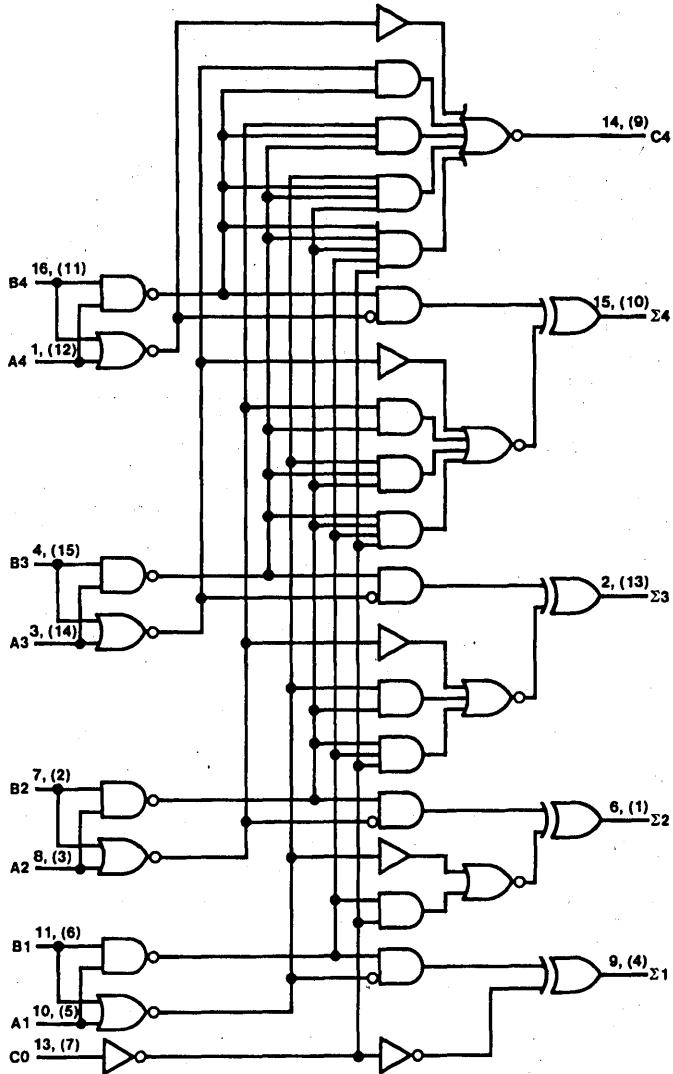 14, (9)
C4
16, (11)
B4
1, (12)
A4
15, (10)
Σ4
4, (15)
B3
3, (14)
A3
2, (13)
Σ3
7, (2)
B2
8, (3)
A2
6, (1)
Σ2
11, (6)
B1
10, (5)
A1
9, (4)
Σ1
13, (7)
C0